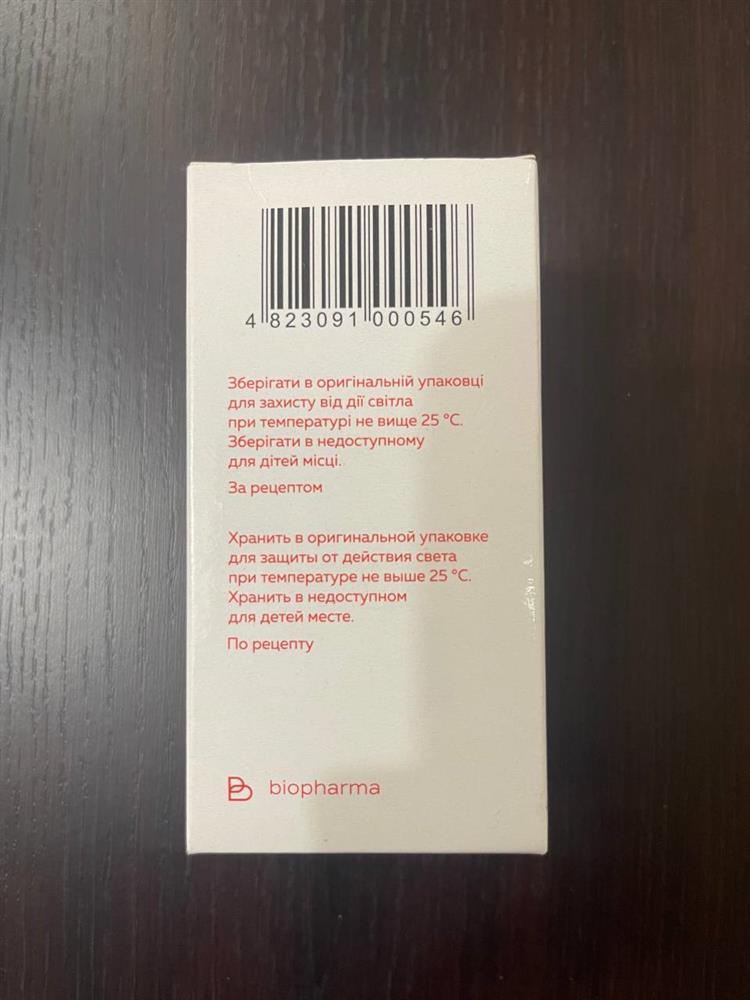 4 823091 000546
Зберігати в оригінальній упаковці
для захисту від дії світла
при температурі не вище 25 °C.
Зберігати в недоступному
для дітей місці.
За рецептом
Хранить в оригинальной упаковке
для защиты от действия света
при температуре не выше 25 °C.
Хранить в недоступном
для детей месте.
По рецепту
biopharma